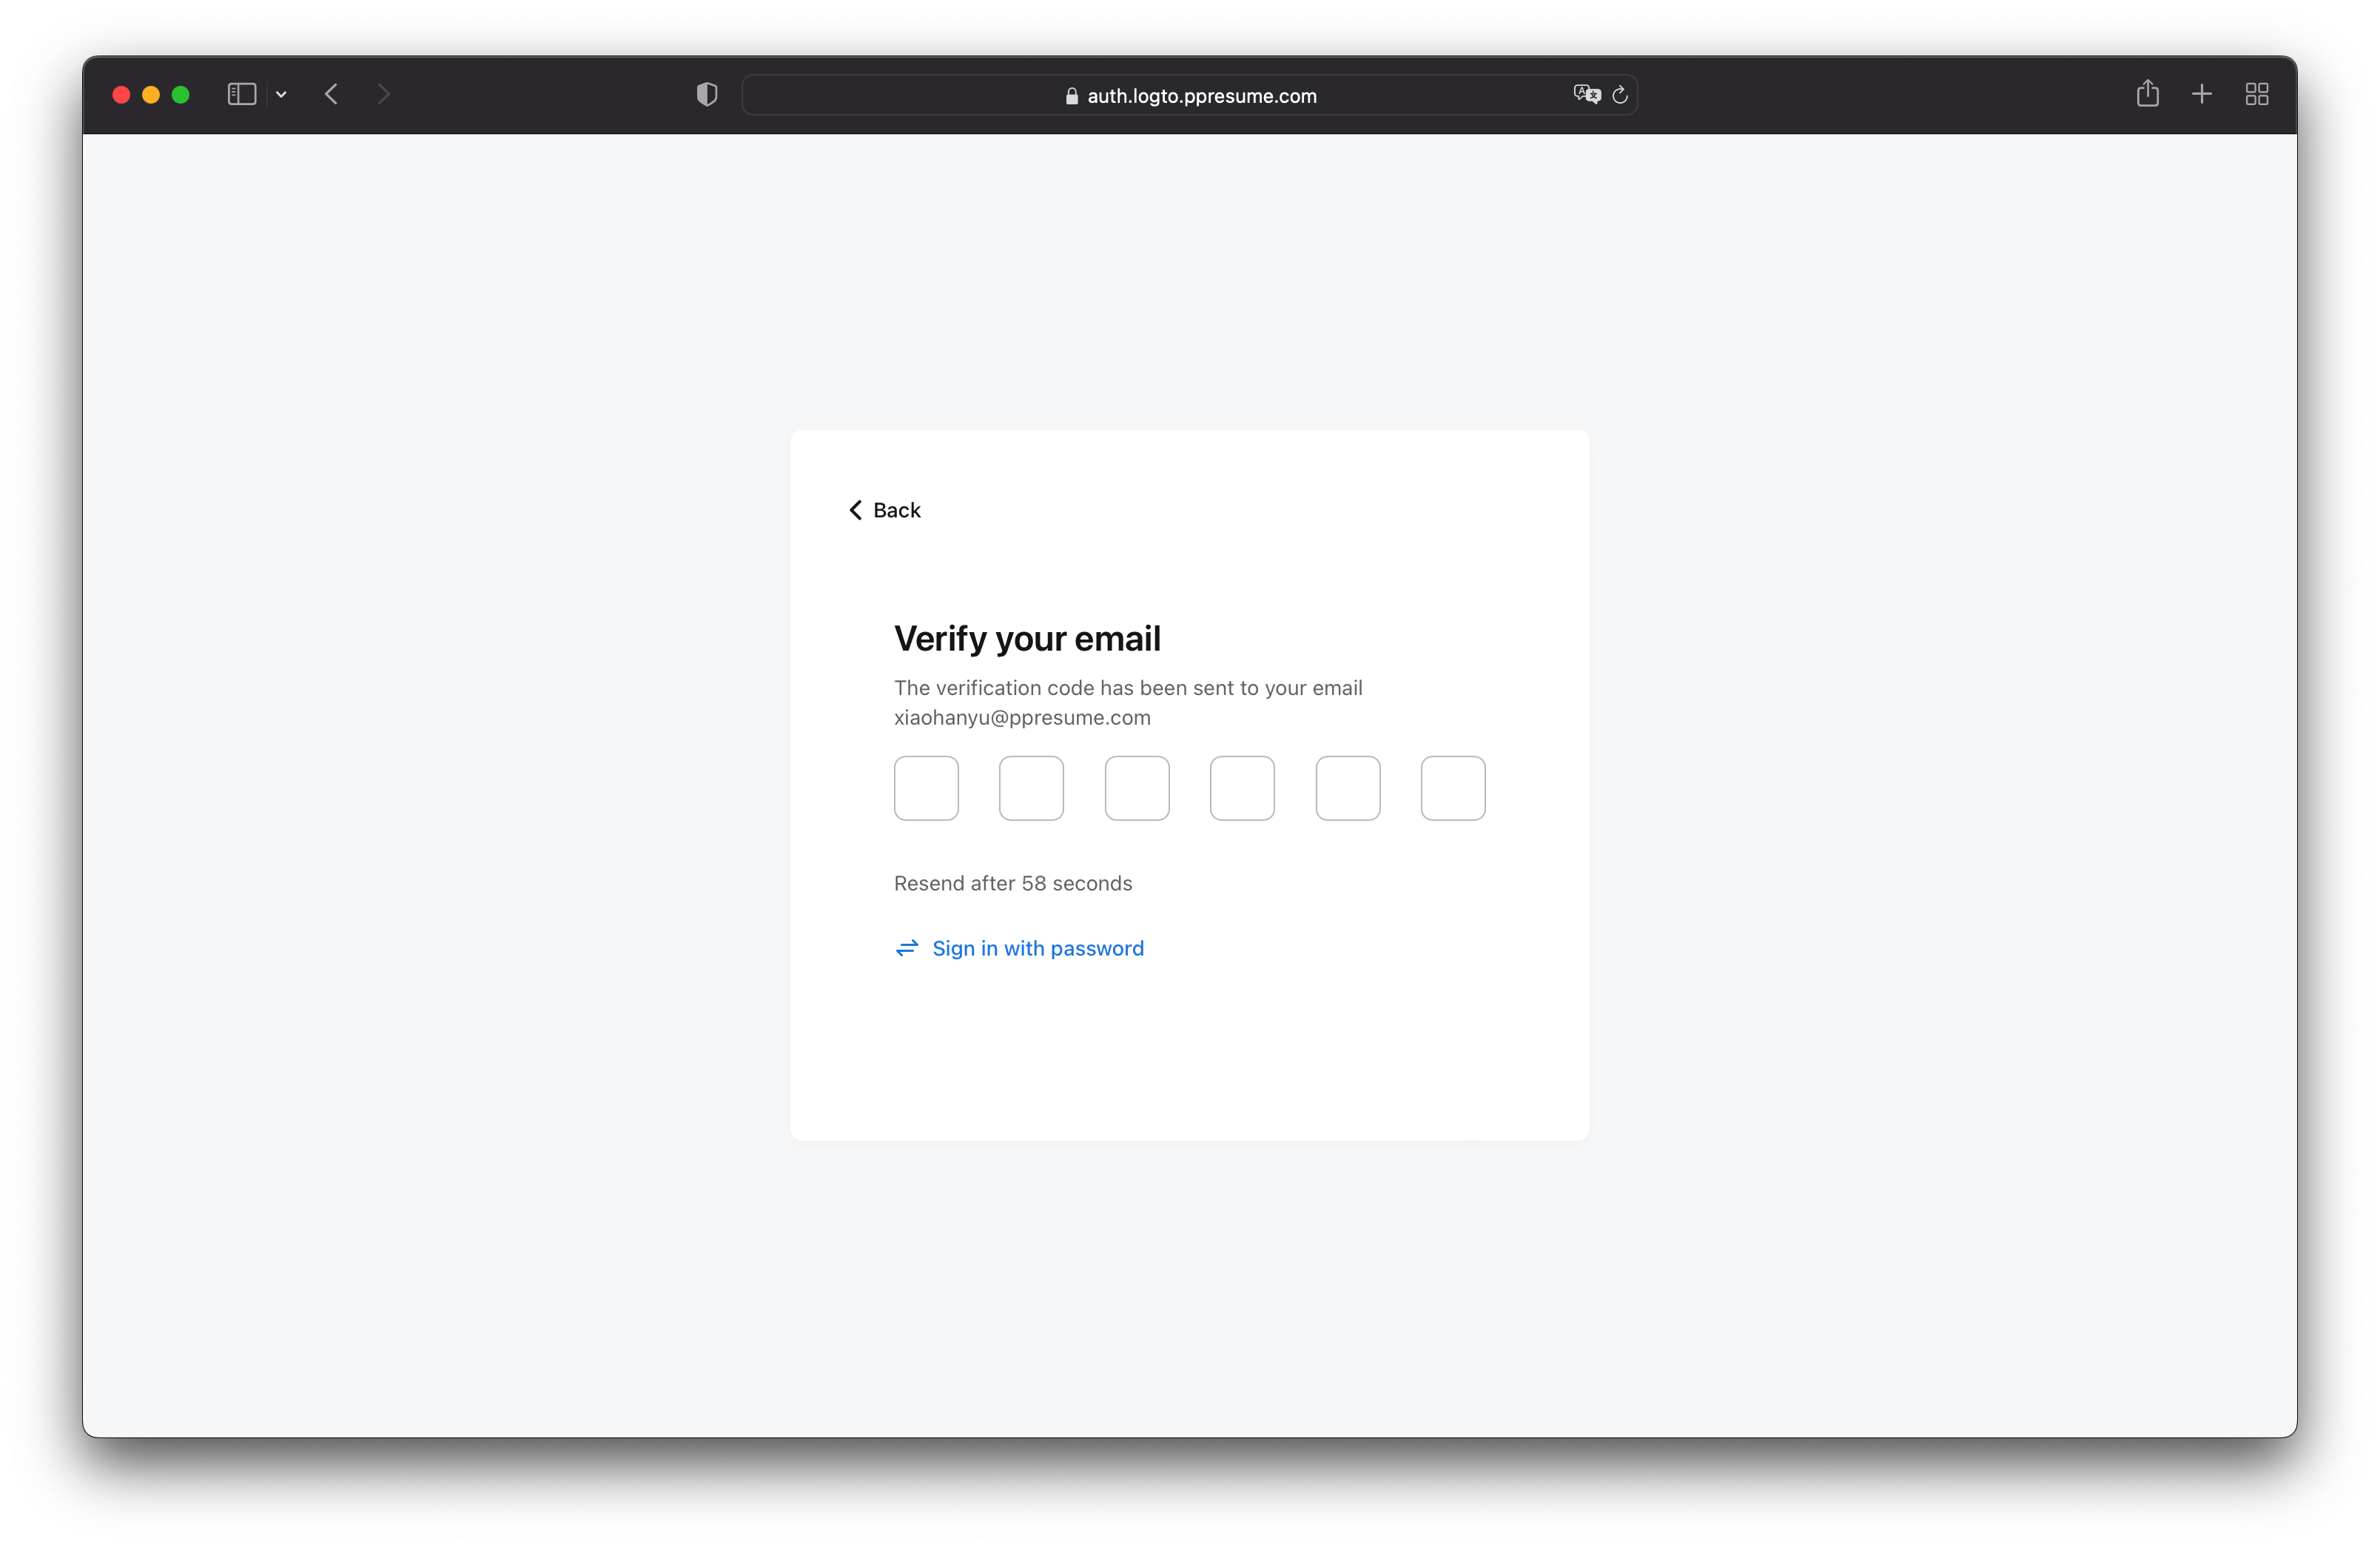 auth.logto.ppresume.com
Back
Verify your email
The verification code has been sent to your email
xiaohanyu@ppresume.com
Resend after 58 seconds
Sign in with password